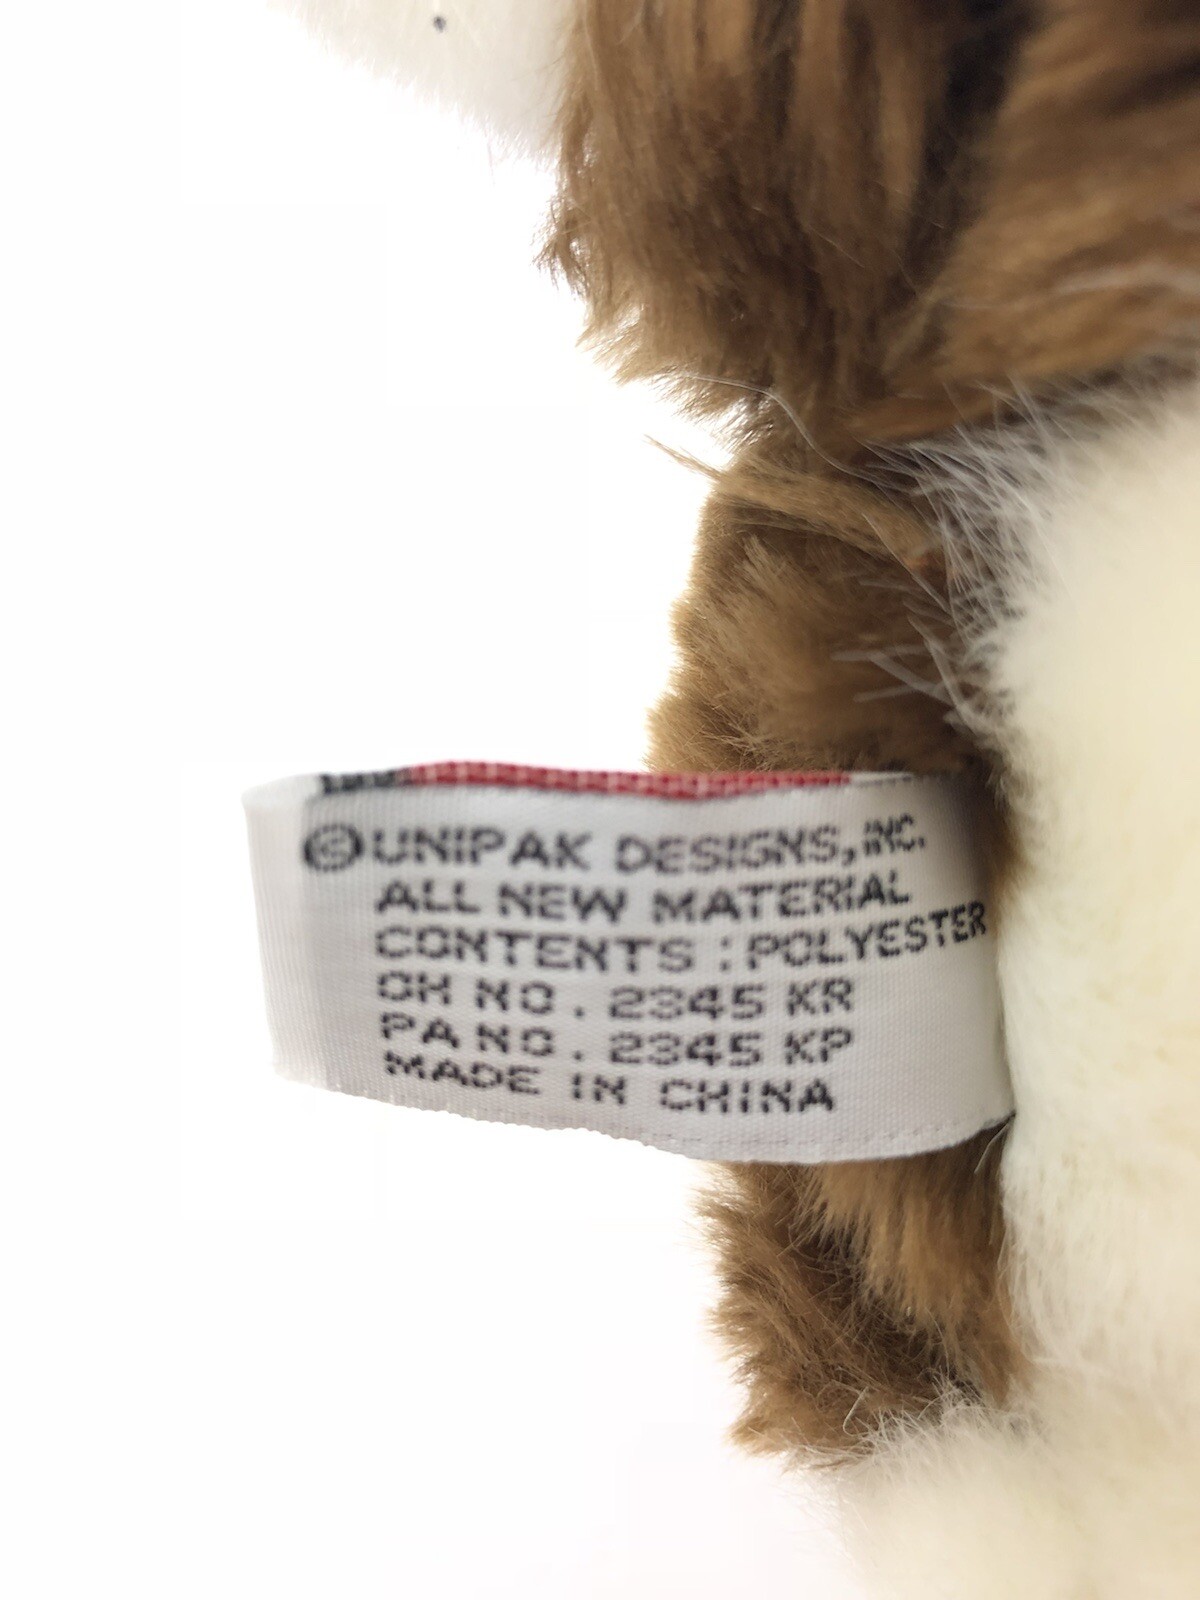 ©UNIPAK DESIGNS, INC.
ALL NEW MATERIAL
CONTENTS : POLYESTER
OH NO. 2345 KR
PA NO. 2345 KP
MADE IN CHINA